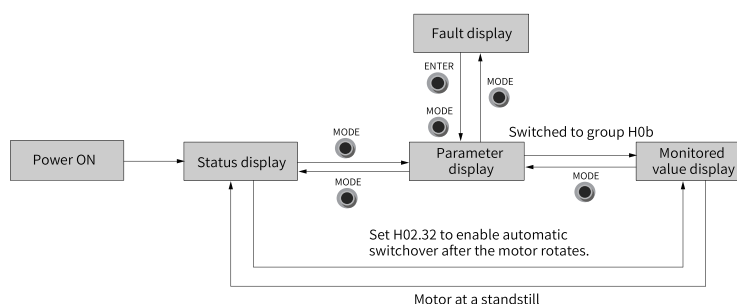 Fault display
ENTER
MODE
MODE
Switched to group H0b
MODE
Power ON
Status display
Parameter
display
Monitored
value display
MODE
MODE
Set H02.32 to enable automatic
switchover after the motor rotates.
Motor at a standstill